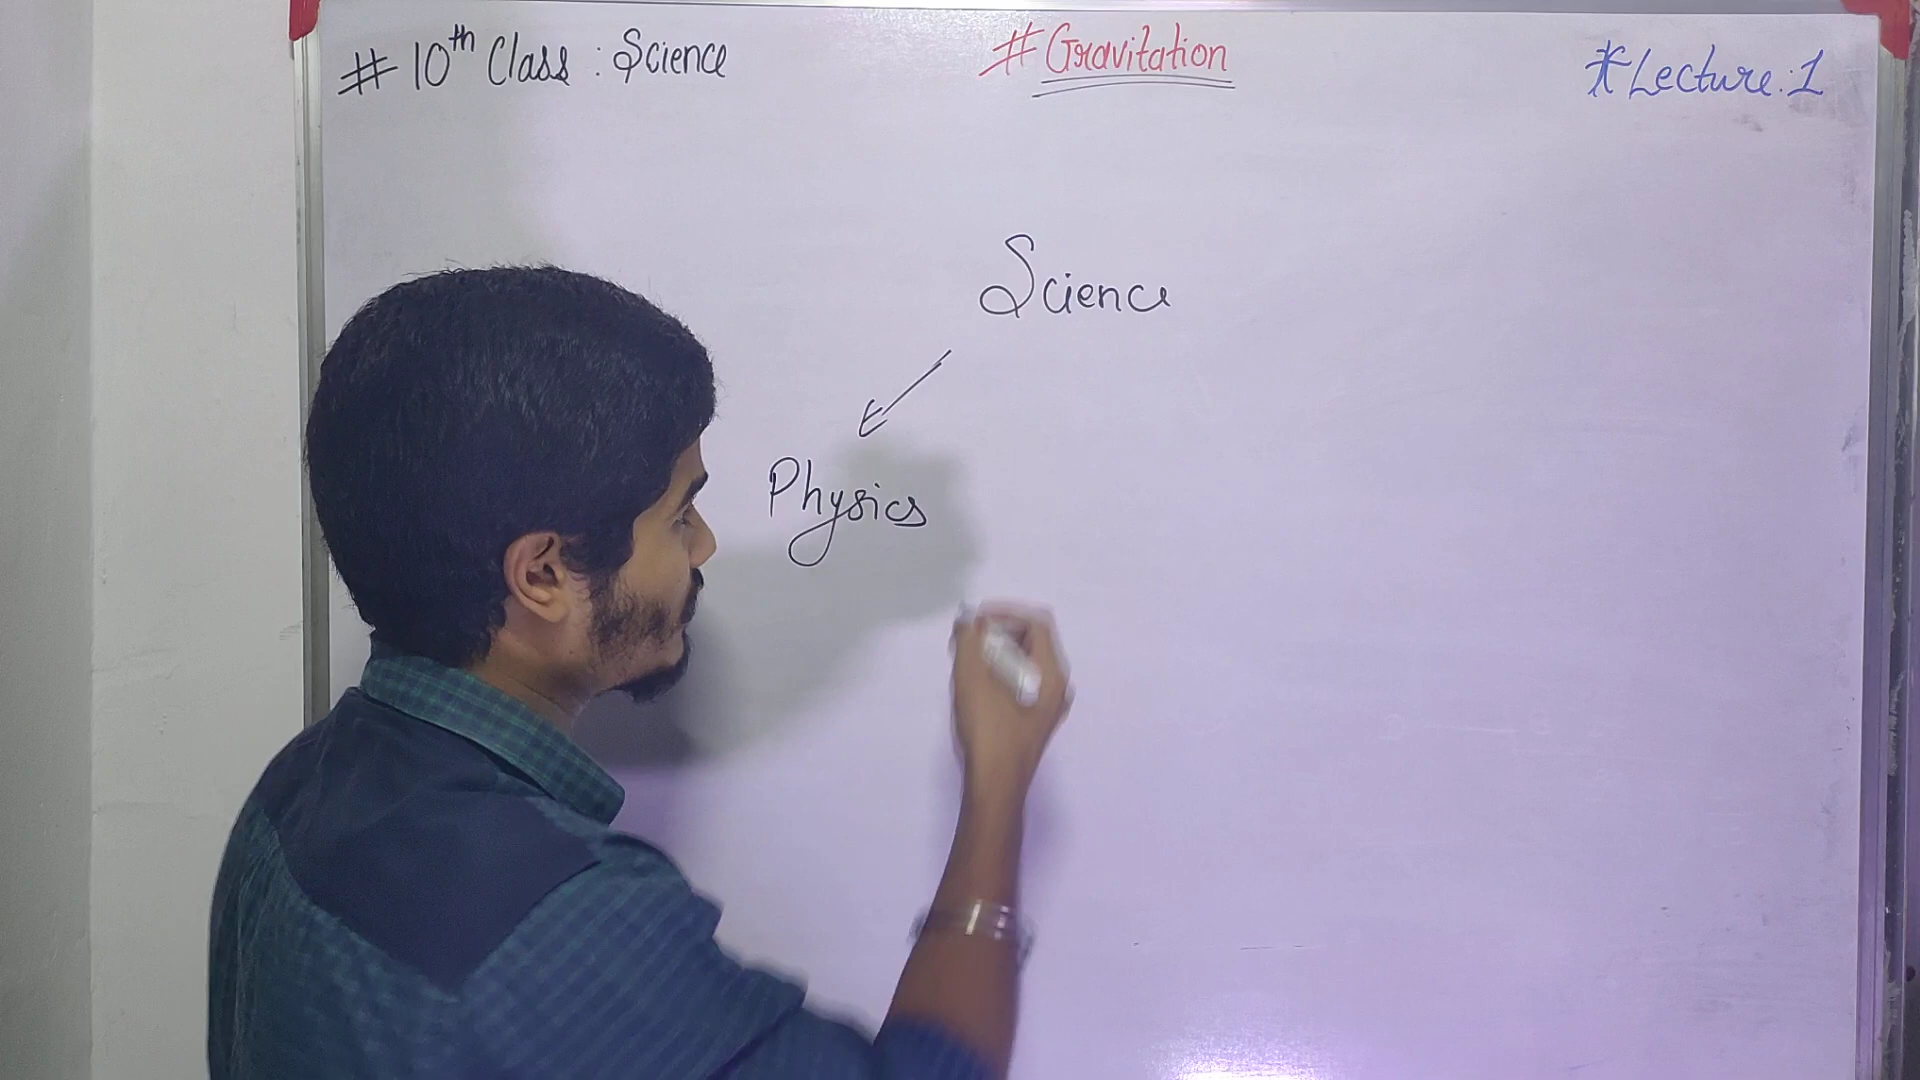 # 10th Class : Science
# Gravitation
* Lecture : 1
Science
Physics